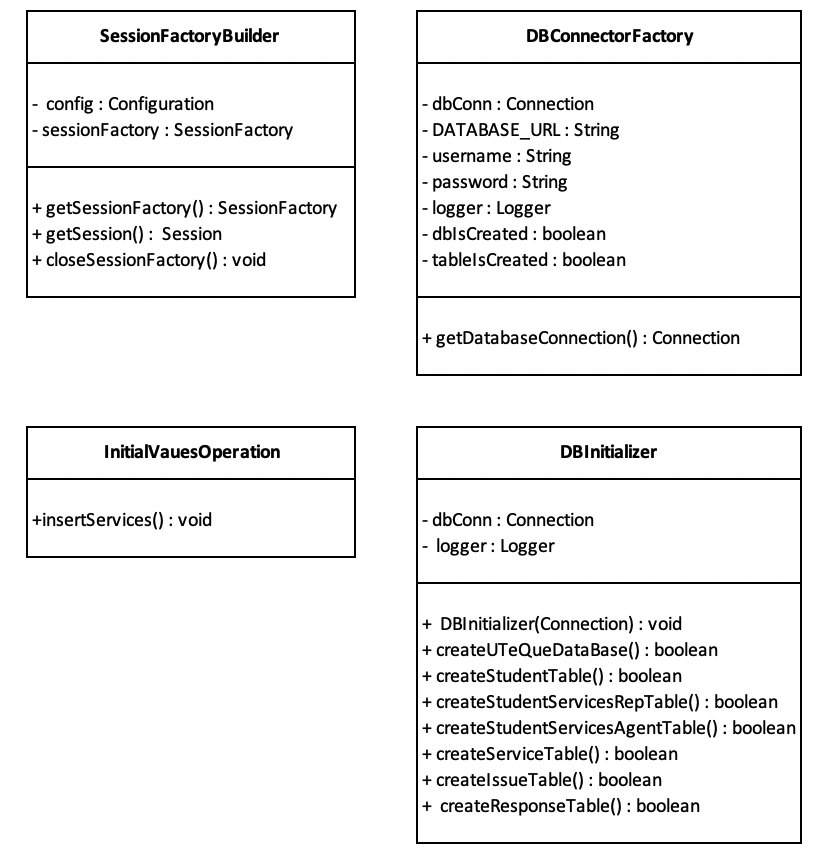 SessionFactoryBuilder
- config : Configuration
- sessionFactory : SessionFactory
+ getSessionFactory() : SessionFactory
+ getSession() : Session
+ closeSessionFactory() : void
DBConnectorFactory
- dbConn : Connection
- DATABASE_URL : String
- username : String
- password : String
- logger : Logger
- dbIsCreated : boolean
- tableIsCreated : boolean
+ getDatabaseConnection() : Connection
InitialVauesOperation
+insertServices() : void
DBInitializer
- dbConn : Connection
- logger : Logger
+ DBInitializer(Connection) : void
+ createUTeQueDataBase() : boolean
+ createStudentTable() : boolean
+ createStudentServicesRepTable() : boolean
+ createStudentServicesAgentTable() : boolean
+ createServiceTable() : boolean
+ createIssueTable() : boolean
+ createResponseTable() : boolean